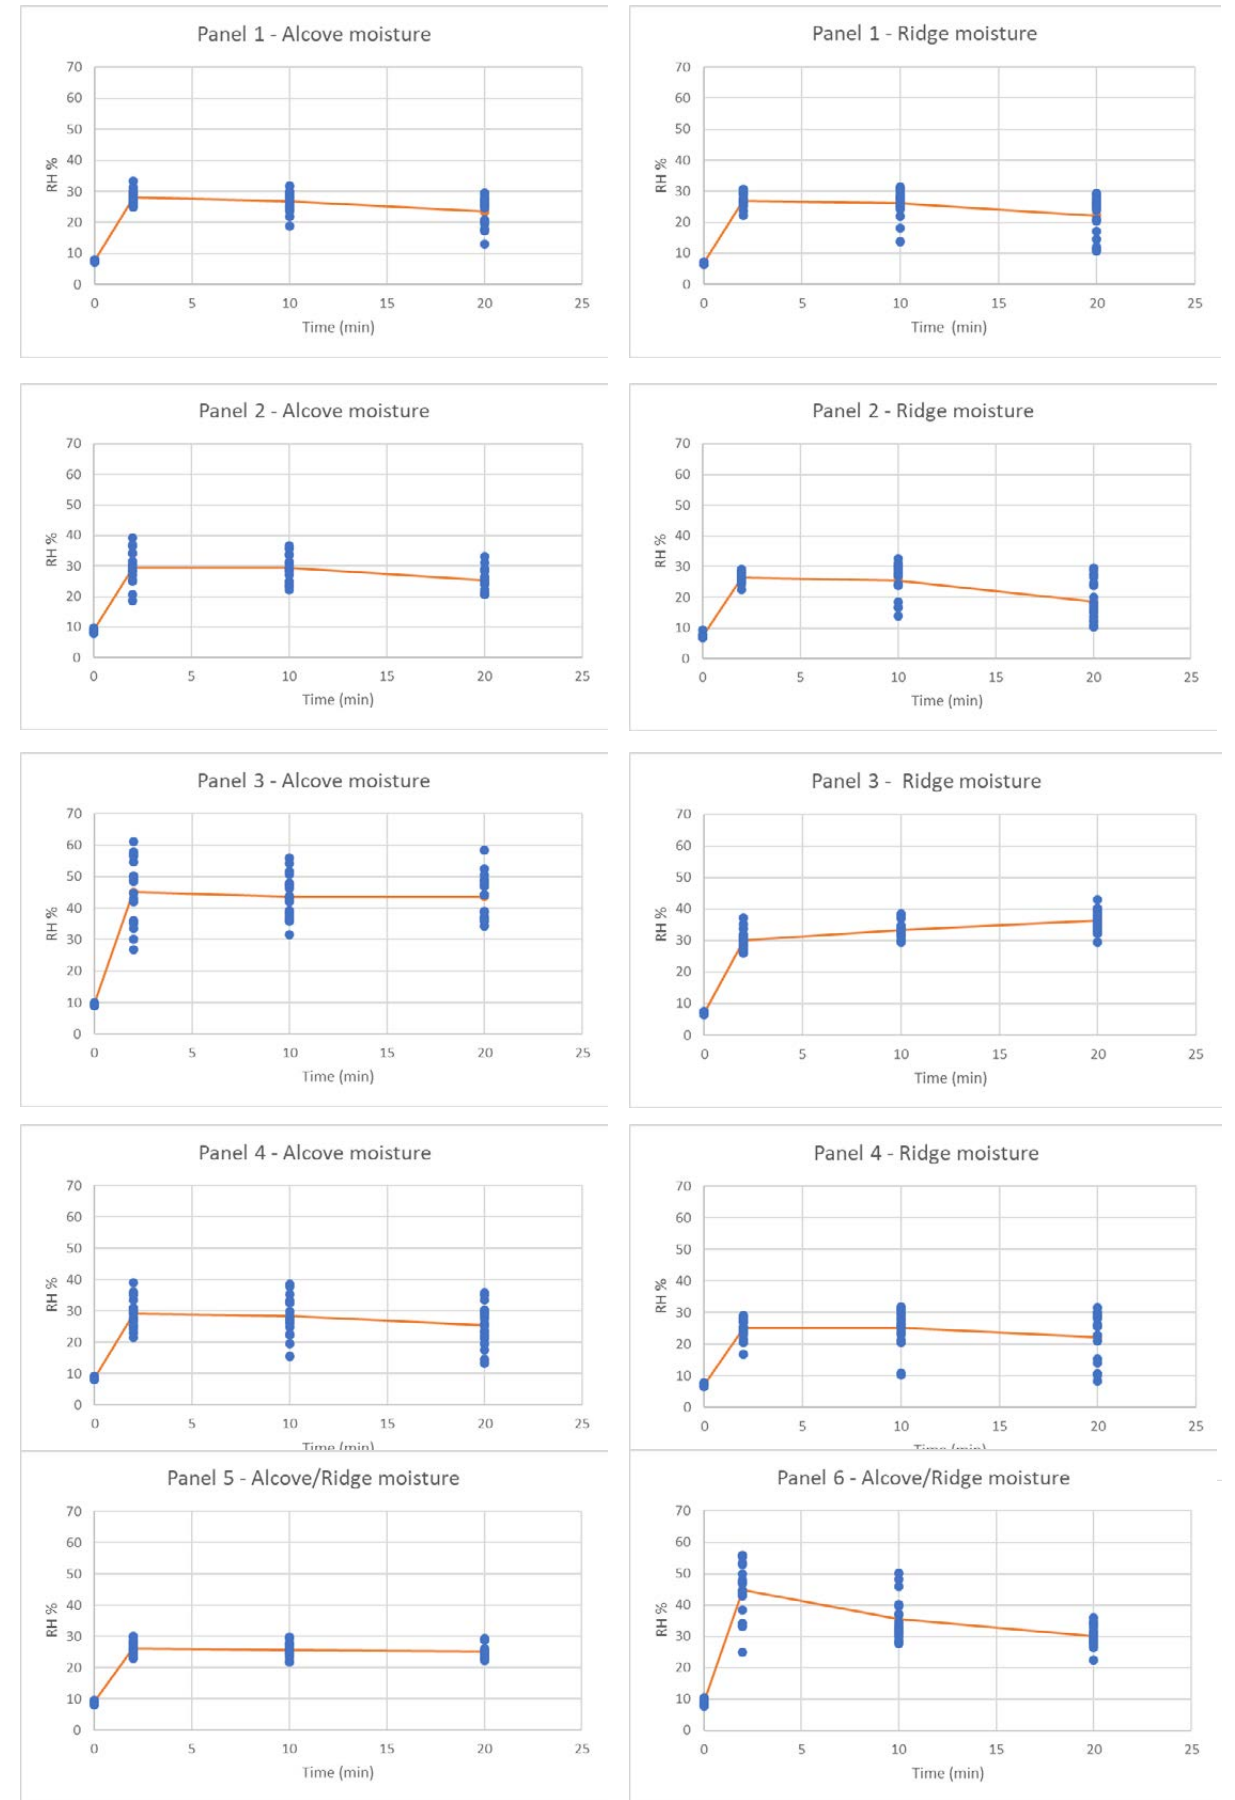 Panel 1 - Alcove moisture
70
60
50
40
30
20
10
0
RH %
0 5 10 15 20 25
Time (min)
Panel 1 - Ridge moisture
70
60
50
40
30
20
10
0
RH %
0 5 10 15 20 25
Time (min)
Panel 2 - Alcove moisture
70
60
50
40
30
20
10
0
RH %
0 5 10 15 20 25
Time (min)
Panel 2 - Ridge moisture
70
60
50
40
30
20
10
0
RH %
0 5 10 15 20 25
Time (min)
Panel 3 - Alcove moisture
70
60
50
40
30
20
10
0
RH %
0 5 10 15 20 25
Time (min)
Panel 3 - Ridge moisture
70
60
50
40
30
20
10
0
RH %
0 5 10 15 20 25
Time (min)
Panel 4 - Alcove moisture
70
60
50
40
30
20
10
0
RH %
0 5 10 15 20 25
Time (min)
Panel 4 - Ridge moisture
70
60
50
40
30
20
10
0
RH %
0 5 10 15 20 25
Time (min)
Panel 5 - Alcove/Ridge moisture
70
60
50
40
30
20
10
0
RH %
0 5 10 15 20 25
Time (min)
Panel 6 - Alcove/Ridge moisture
70
60
50
40
30
20
10
0
RH %
0 5 10 15 20 25
Time (min)